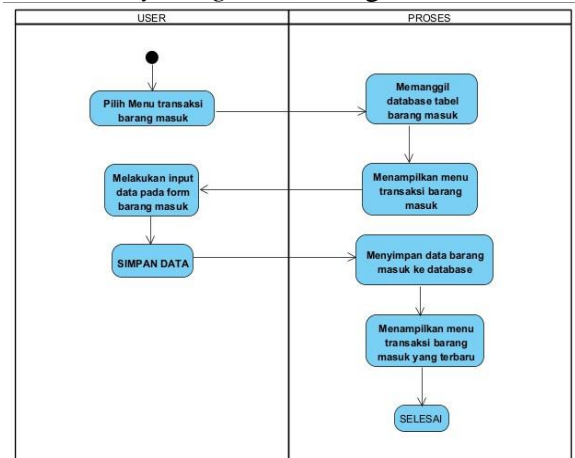 USER
PROSES
Pilih Menu transaksi
barang masuk
Memanggil
database tabel
barang masuk
Menampilkan menu
transaksi barang
masuk
Melakukan input
data pada form
barang masuk
SIMPAN DATA
Menyimpan data barang
masuk ke database
Menampilkan menu
transaksi barang
masuk yang terbaru
SELESAI